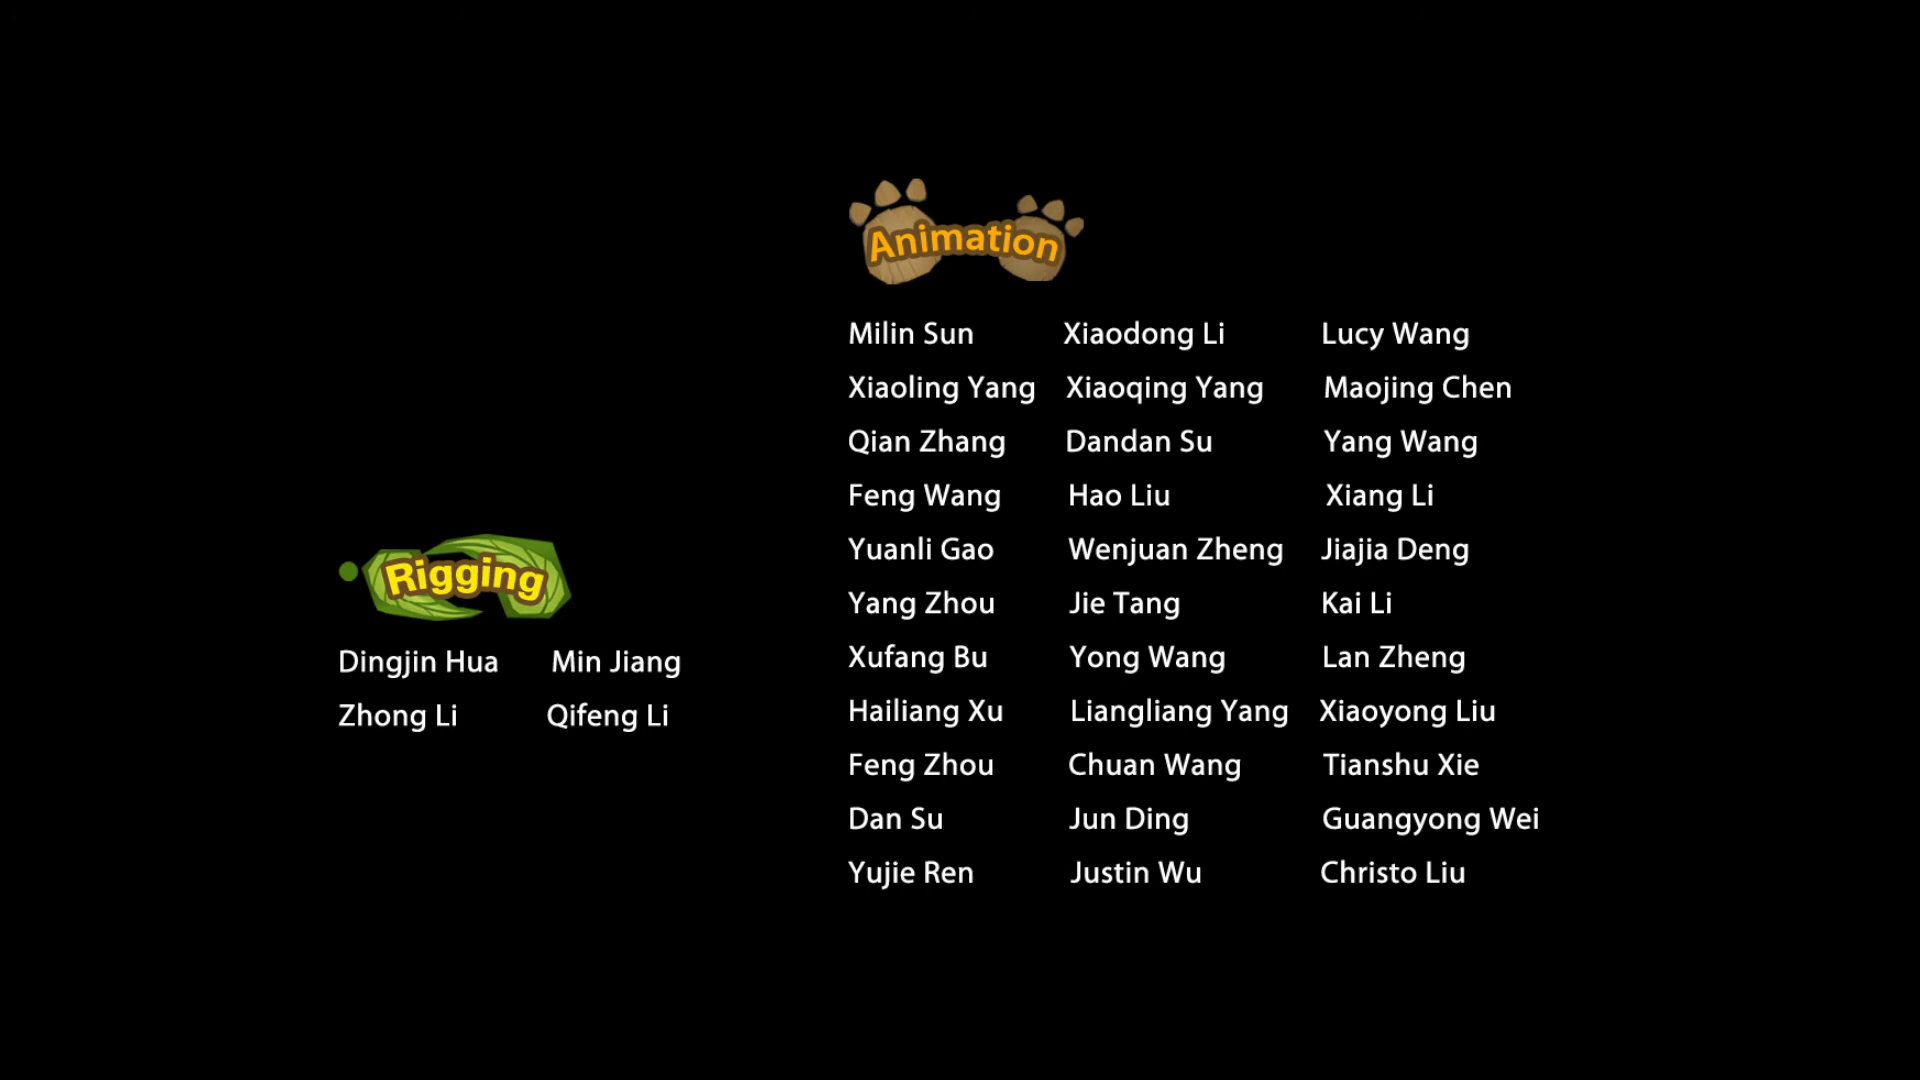 Rigging
Dingjin Hua Min Jiang
Zhong Li Qifeng Li
Animation
Milin Sun Xiaodong Li Lucy Wang
Xiaoling Yang Xiaoqing Yang Maojing Chen
Qian Zhang Dandan Su Yang Wang
Feng Wang Hao Liu Xiang Li
Yuanli Gao Wenjuan Zheng Jiajia Deng
Yang Zhou Jie Tang Kai Li
Xufang Bu Yong Wang Lan Zheng
Hailiang Xu Liangliang Yang Xiaoyong Liu
Feng Zhou Chuan Wang Tianshu Xie
Dan Su Jun Ding Guangyong Wei
Yujie Ren Justin Wu Christo Liu